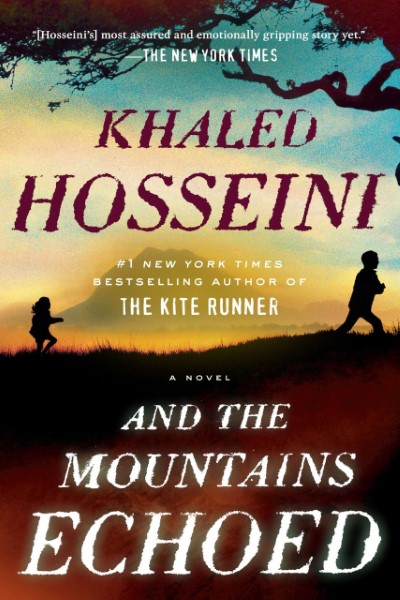 "[Hosseini's] most assured and emotionally gripping story yet."
—THE NEW YORK TIMES
KHALED
HOSSEINI
#1 NEW YORK TIMES
BESTSELLING AUTHOR OF
THE KITE RUNNER
A NOVEL
AND THE
MOUNTAINS
ECHOED